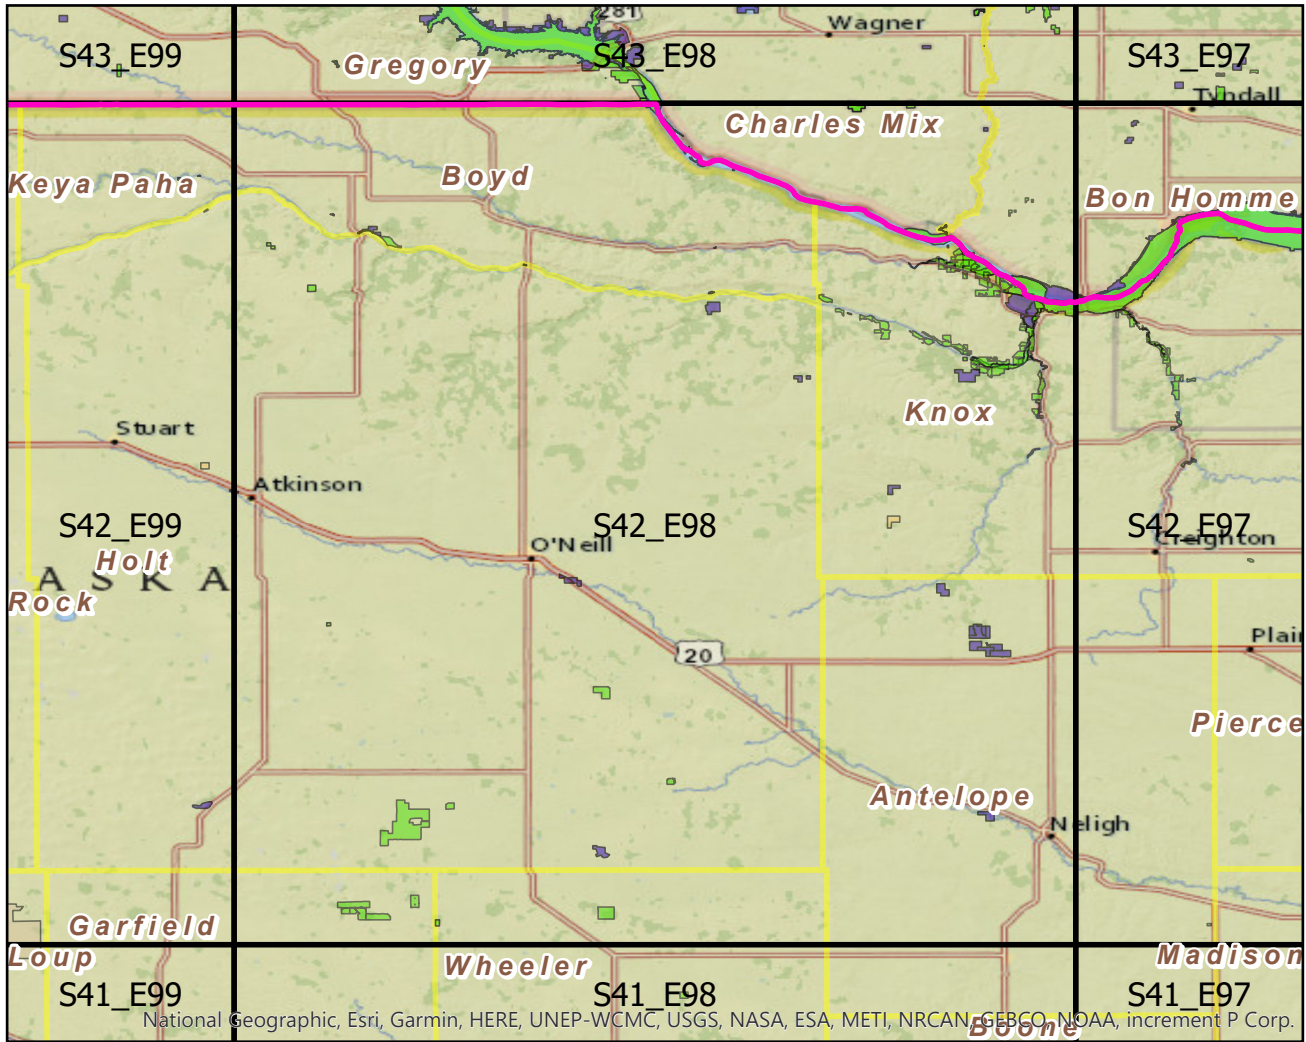 281
Wagner
S43_E99
S43_E98
S43_E97
Gregory
Tyndall
Charles Mix
Keya Paha
Boyd
Bon Homme
Knox
Stuart
Atkinson
S42_E99
S42_E98
S42_E97
O'Neill
Creighton
Holt
ASKA
Rock
20
Plai
Pierce
Antelope
Neligh
Garfield
Loup
Wheeler
Madison
S41_E99
S41_E98
S41_E97
National Geographic, Esri, Garmin, HERE, UNEP-WCMC, USGS, NASA, ESA, METI, NRCAN, GEBCO, NOAA, increment P Corp.
Boone